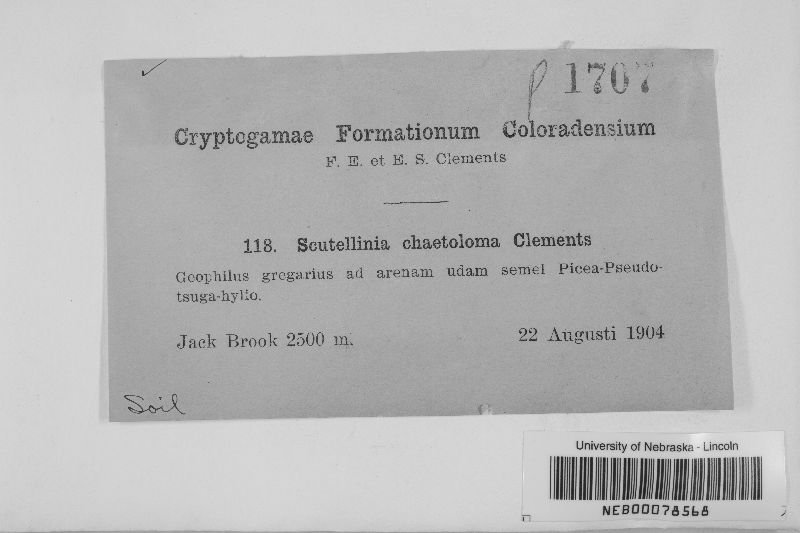 1707
Cryptogamae Formationum Coloradensium
F. E. et E. S. Clements
118. Scutellinia chaetoloma Clements
Geophilus gregarius ad arenam udam semel Picea-Pseudo-
tsuga-hylio.
Jack Brook 2500 m. 22 Augusti 1904
Soil
University of Nebraska - Lincoln
NEB00078568